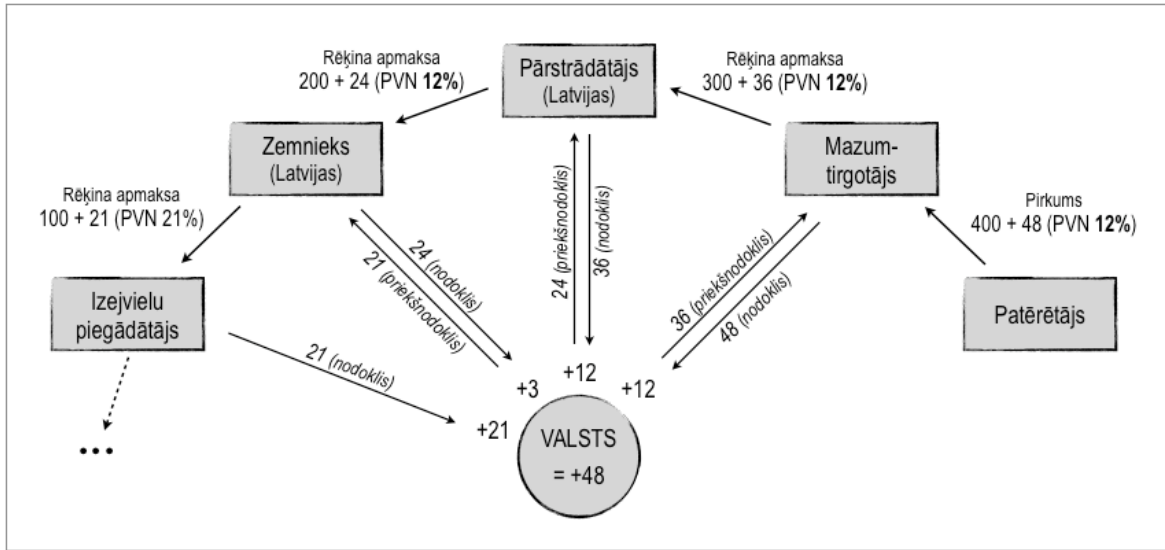 Rēķina apmaksa
200 + 24 (PVN 12%)
Pārstrādātājs
(Latvijas)
Rēķina apmaksa
300 + 36 (PVN 12%)
Zemnieks
(Latvijas)
Mazum-
tirgotājs
Rēķina apmaksa
100 + 21 (PVN 21%)
Pirkums
400 + 48 (PVN 12%)
Izejvielu
piegādātājs
Patērētājs
24 (nodoklis)
21 (priekšnodoklis)
24 (priekšnodoklis)
36 (nodoklis)
36 (priekšnodoklis)
48 (nodoklis)
21 (nodoklis)
+3
+12
+12
+21
VALSTS
= +48
...